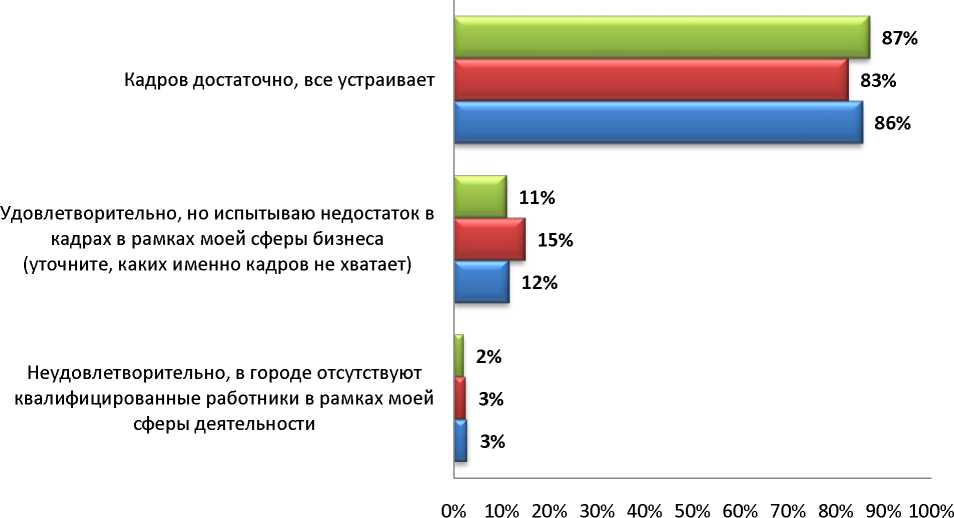 87%
Кадров достаточно, все устраивает
83%
86%
11%
Удовлетворительно, но испытываю недостаток в
кадрах в рамках моей сферы бизнеса
(уточните, каких именно кадров не хватает)
15%
12%
2%
Неудовлетворительно, в городе отсутствуют
квалифицированные работники в рамках моей
сферы деятельности
3%
3%
0% 10% 20% 30% 40% 50% 60% 70% 80% 90% 100%